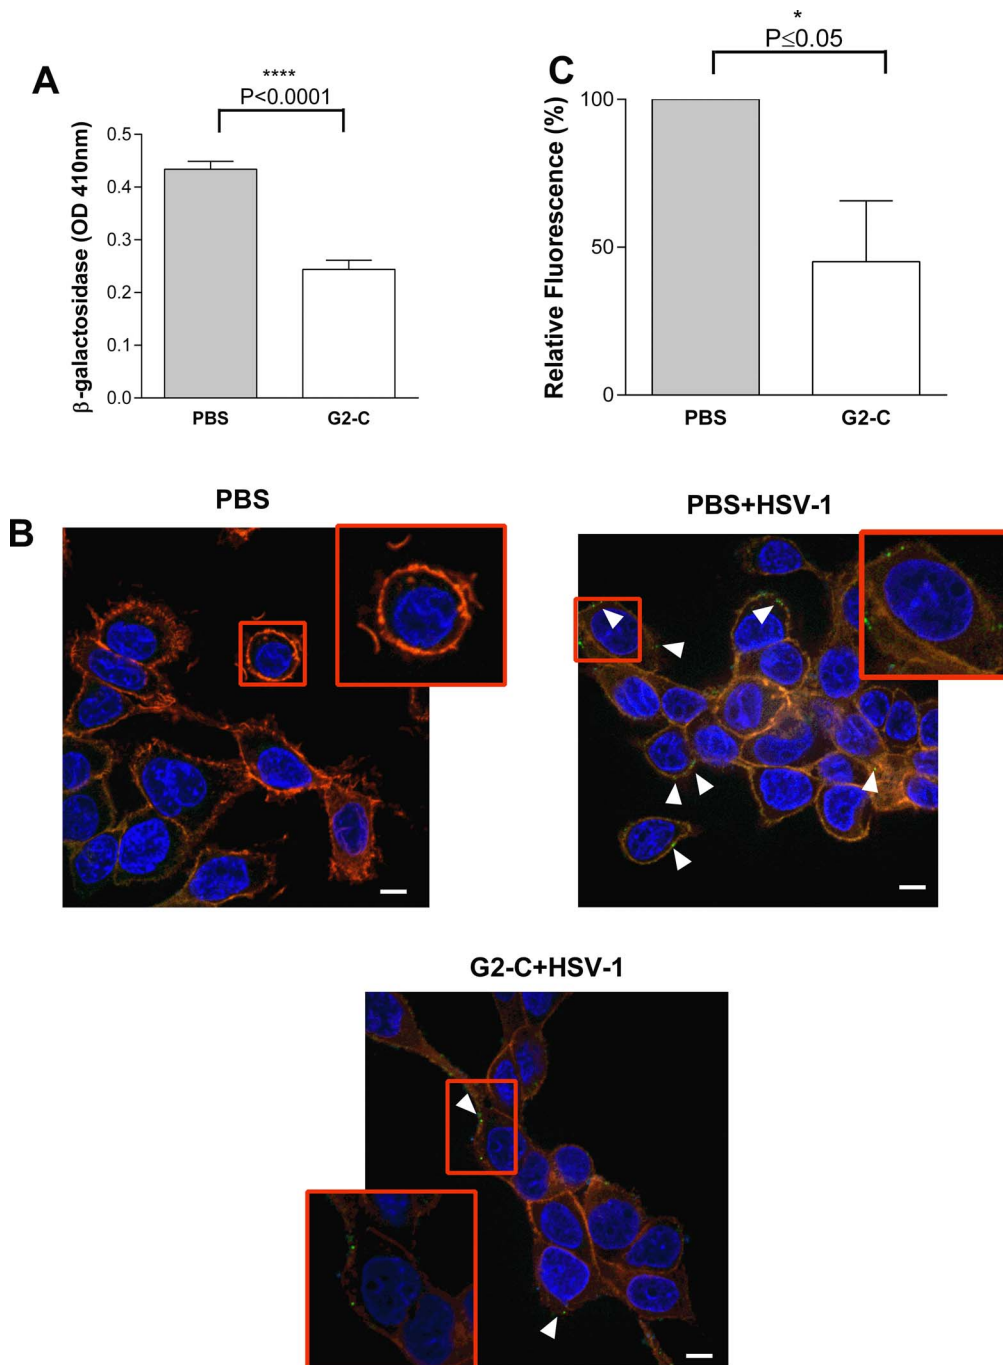 A
****
P<0.0001
β-galactosidase (OD 410nm)
0.5
0.4
0.3
0.2
0.1
0.0
PBS
G2-C
C
*
P≤0.05
Relative Fluorescence (%)
100
50
0
PBS
G2-C
B
PBS
PBS+HSV-1
G2-C+HSV-1